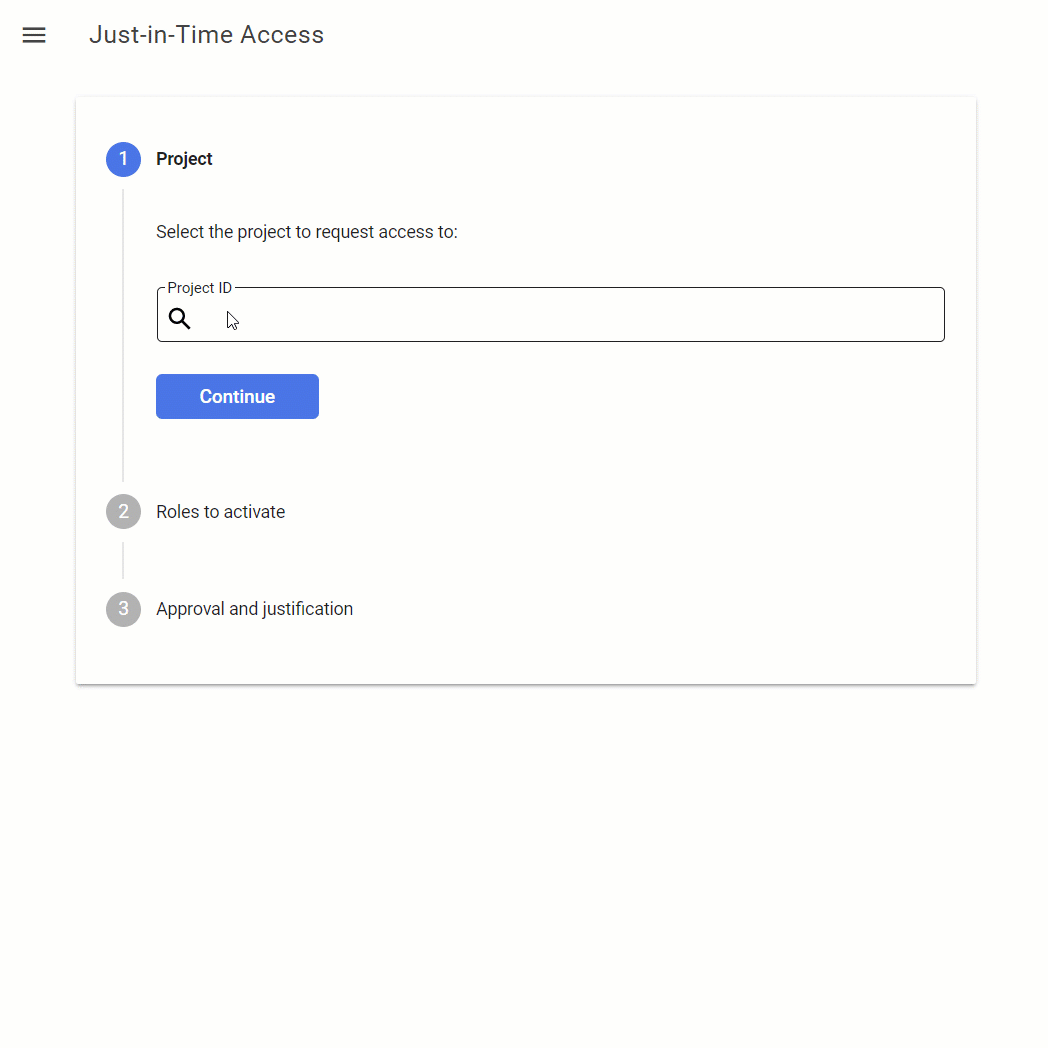 Just-in-Time Access
1 Project
Select the project to request access to:
Project ID
Continue
2 Roles to activate
3 Approval and justification